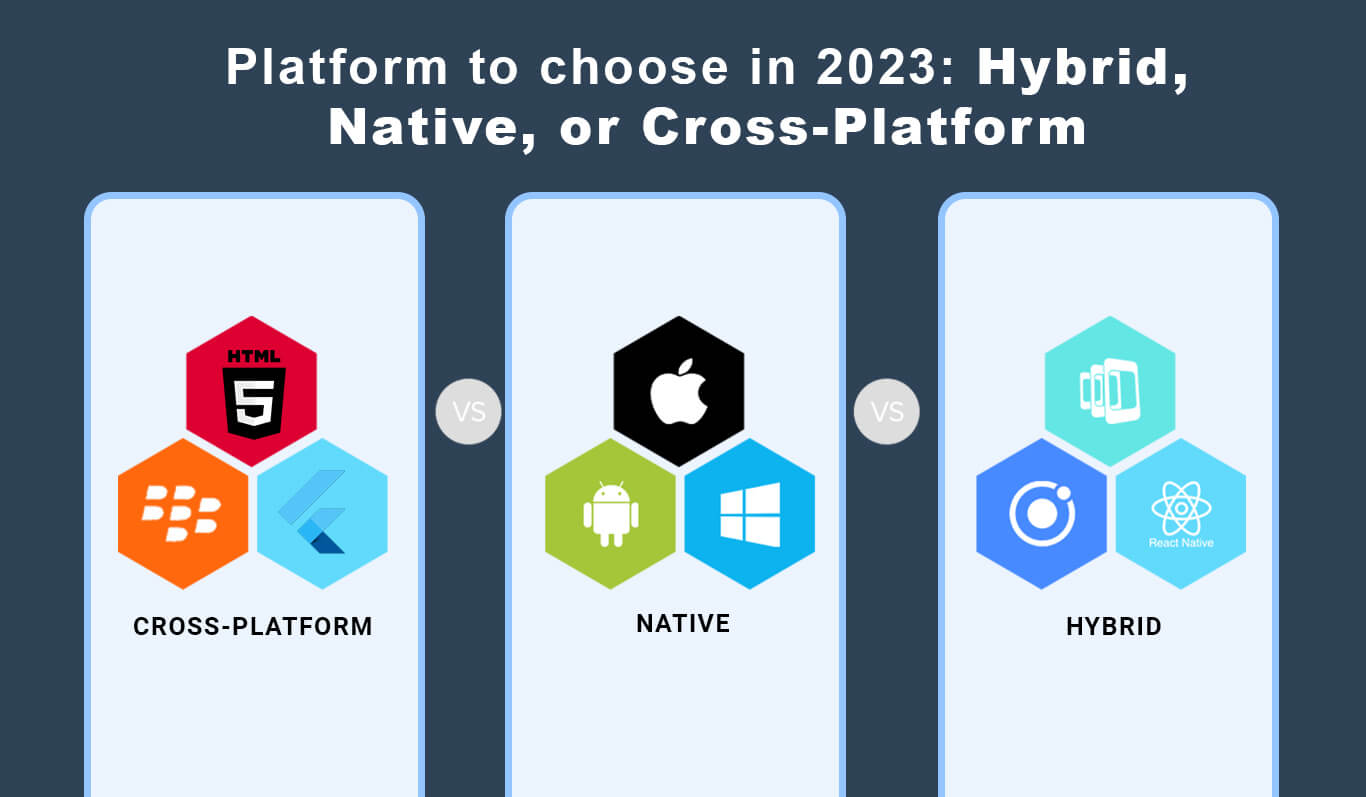 Platform to choose in 2023: Hybrid,
Native, or Cross-Platform
HTML
5
CROSS-PLATFORM
VS
NATIVE
VS
React Native
HYBRID